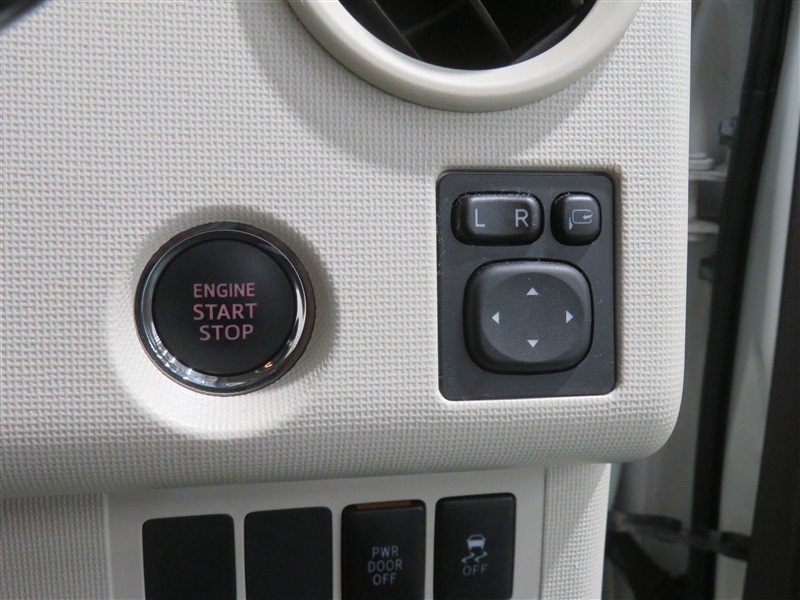 ENGINE
START
STOP
L R
PWR
DOOR
OFF
OFF